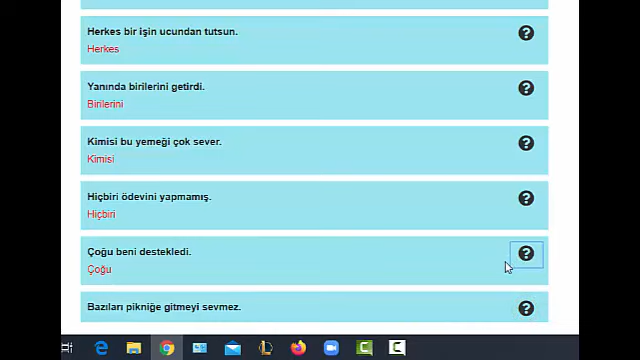 Herkes bir işin ucundan tutsun.
Herkes
Yanında birilerini getirdi.
Birilerini
Kimisi bu yemeği çok sever.
Kimisi
Hiçbiri ödevini yapmamış.
Hiçbiri
Çoğu beni destekledi.
Çoğu
Bazıları pikniğe gitmeyi sevmez.